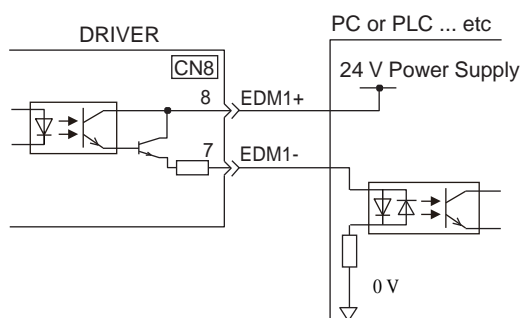 DRIVER
PC or PLC ... etc
CN8
24 V Power Supply
8
EDM1+
7
EDM1-
0 V